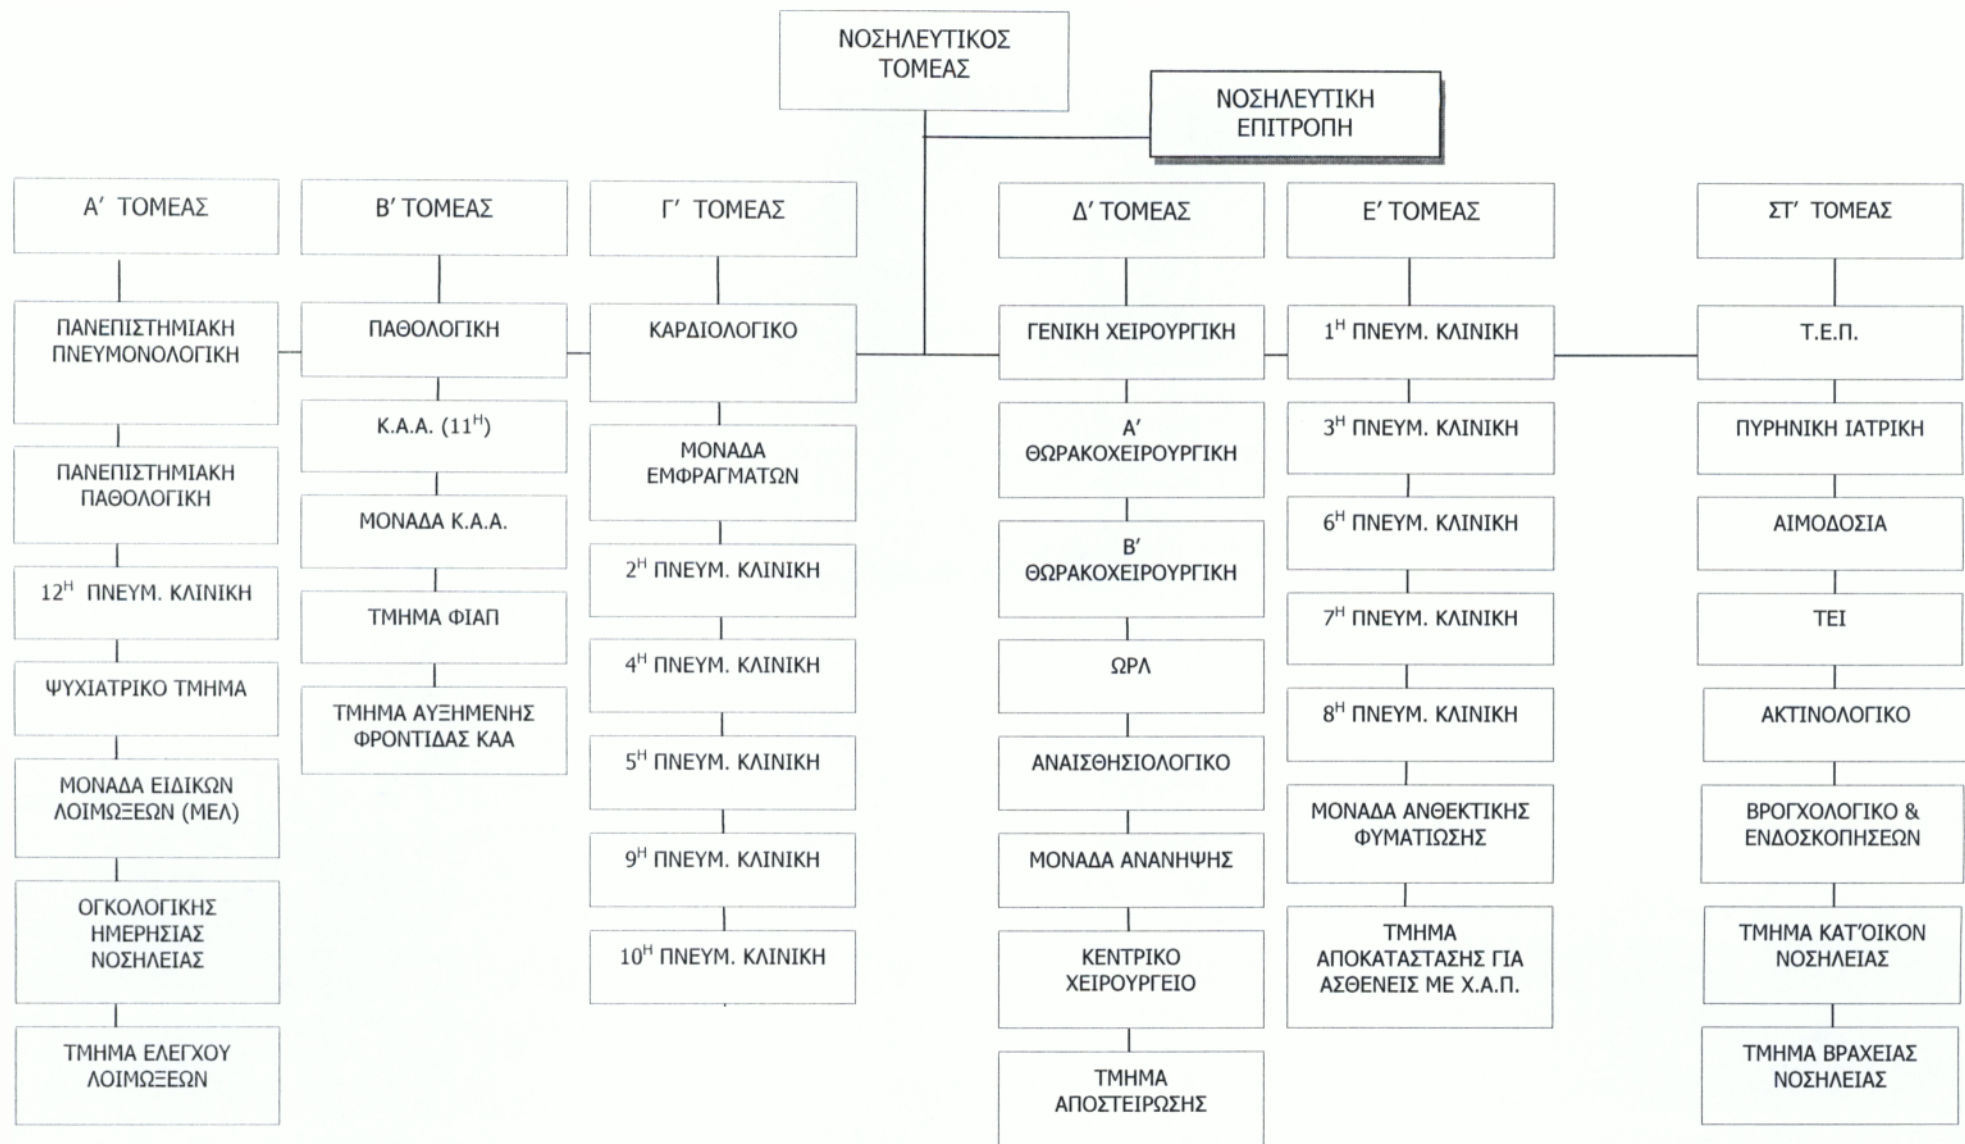 ΝΟΣΗΛΕΥΤΙΚΟΣ
ΤΟΜΕΑΣ
ΝΟΣΗΛΕΥΤΙΚΗ
ΕΠΙΤΡΟΠΗ
Α' ΤΟΜΕΑΣ
ΠΑΝΕΠΙΣΤΗΜΙΑΚΗ
ΠΝΕΥΜΟΝΟΛΟΓΙΚΗ
ΠΑΝΕΠΙΣΤΗΜΙΑΚΗ
ΠΑΘΟΛΟΓΙΚΗ
12Η ΠΝΕΥΜ. ΚΛΙΝΙΚΗ
ΨΥΧΙΑΤΡΙΚΟ ΤΜΗΜΑ
ΜΟΝΑΔΑ ΕΙΔΙΚΩΝ
ΛΟΙΜΩΞΕΩΝ (ΜΕΛ)
ΟΓΚΟΛΟΓΙΚΗΣ
ΗΜΕΡΗΣΙΑΣ
ΝΟΣΗΛΕΙΑΣ
ΤΜΗΜΑ ΕΛΕΓΧΟΥ
ΛΟΙΜΩΞΕΩΝ
Β' ΤΟΜΕΑΣ
ΠΑΘΟΛΟΓΙΚΗ
Κ.Α.Α. (11Η)
ΜΟΝΑΔΑ Κ.Α.Α.
ΤΜΗΜΑ ΦΙΑΠ
ΤΜΗΜΑ ΑΥΞΗΜΕΝΗΣ
ΦΡΟΝΤΙΔΑΣ ΚΑΑ
Γ' ΤΟΜΕΑΣ
ΚΑΡΔΙΟΛΟΓΙΚΟ
ΜΟΝΑΔΑ
ΕΜΦΡΑΓΜΑΤΩΝ
2Η ΠΝΕΥΜ. ΚΛΙΝΙΚΗ
4Η ΠΝΕΥΜ. ΚΛΙΝΙΚΗ
5Η ΠΝΕΥΜ. ΚΛΙΝΙΚΗ
9Η ΠΝΕΥΜ. ΚΛΙΝΙΚΗ
10Η ΠΝΕΥΜ. ΚΛΙΝΙΚΗ
Δ' ΤΟΜΕΑΣ
ΓΕΝΙΚΗ ΧΕΙΡΟΥΡΓΙΚΗ
Α'
ΘΩΡΑΚΟΧΕΙΡΟΥΡΓΙΚΗ
Β'
ΘΩΡΑΚΟΧΕΙΡΟΥΡΓΙΚΗ
ΩΡΛ
ΑΝΑΙΣΘΗΣΙΟΛΟΓΙΚΟ
ΜΟΝΑΔΑ ΑΝΑΝΗΨΗΣ
ΚΕΝΤΡΙΚΟ
ΧΕΙΡΟΥΡΓΕΙΟ
ΤΜΗΜΑ
ΑΠΟΣΤΕΙΡΩΣΗΣ
Ε' ΤΟΜΕΑΣ
1Η ΠΝΕΥΜ. ΚΛΙΝΙΚΗ
3Η ΠΝΕΥΜ. ΚΛΙΝΙΚΗ
6Η ΠΝΕΥΜ. ΚΛΙΝΙΚΗ
7Η ΠΝΕΥΜ. ΚΛΙΝΙΚΗ
8Η ΠΝΕΥΜ. ΚΛΙΝΙΚΗ
ΜΟΝΑΔΑ ΑΝΘΕΚΤΙΚΗΣ
ΦΥΜΑΤΙΩΣΗΣ
ΤΜΗΜΑ
ΑΠΟΚΑΤΑΣΤΑΣΗΣ ΓΙΑ
ΑΣΘΕΝΕΙΣ ΜΕ Χ.Α.Π.
ΣΤ' ΤΟΜΕΑΣ
Τ.Ε.Π.
ΠΥΡΗΝΙΚΗ ΙΑΤΡΙΚΗ
ΑΙΜΟΔΟΣΙΑ
ΤΕΙ
ΑΚΤΙΝΟΛΟΓΙΚΟ
ΒΡΟΓΧΟΛΟΓΙΚΟ &
ΕΝΔΟΣΚΟΠΗΣΕΩΝ
ΤΜΗΜΑ ΚΑΤ'ΟΙΚΟΝ
ΝΟΣΗΛΕΙΑΣ
ΤΜΗΜΑ ΒΡΑΧΕΙΑΣ
ΝΟΣΗΛΕΙΑΣ